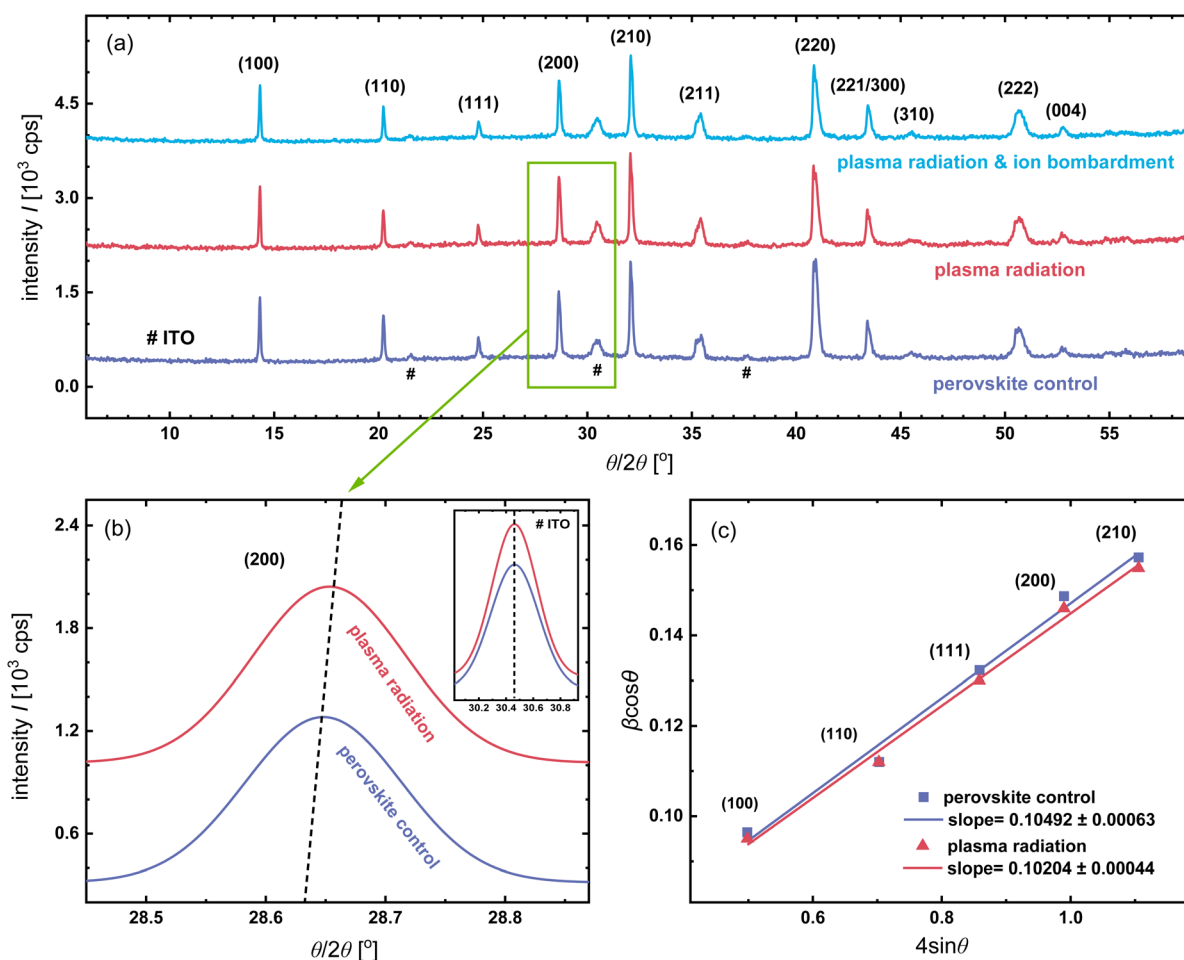 (a)
(100)
(110)
(111)
(200)
(210)
(211)
(220)
(221/300)
(310)
(222)
(004)
plasma radiation & ion bombardment
plasma radiation
perovskite control
# ITO
#
#
#
intensity I / [10³ cps]
4.5
3.0
1.5
0.0
10
15
20
25
30
35
40
45
50
55
θ/2θ [°]
(b)
(200)
plasma radiation
perovskite control
intensity I / [10³ cps]
2.4
1.8
1.2
0.6
28.5
28.6
28.7
28.8
θ/2θ [°]
# ITO
30.2
30.4
30.6
30.8
(c)
(100)
(110)
(111)
(200)
(210)
βcosθ
0.16
0.14
0.12
0.10
perovskite control
slope= 0.10492 ± 0.00063
plasma radiation
slope= 0.10204 ± 0.00044
0.6
0.8
1.0
4sinθ